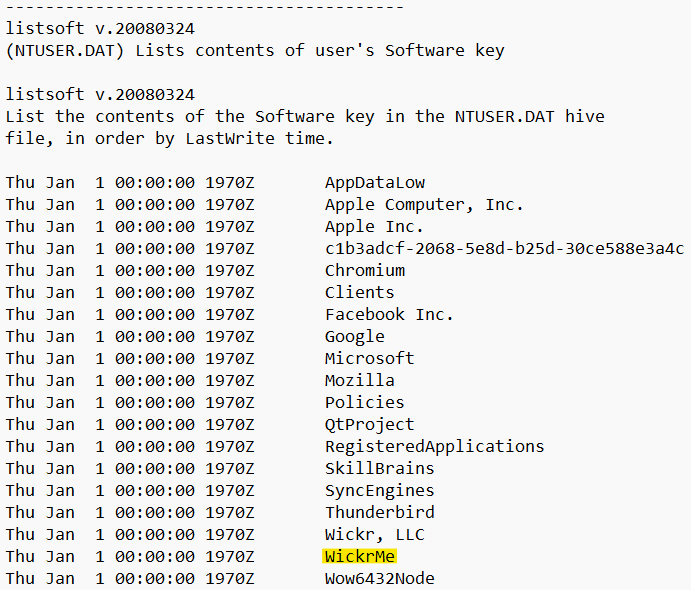 ----------------------------------------
listsoft v.20080324
(NTUSER.DAT) Lists contents of user's Software key

listsoft v.20080324
List the contents of the Software key in the NTUSER.DAT hive
file, in order by LastWrite time.

Thu Jan  1 00:00:00 1970Z       AppDataLow
Thu Jan  1 00:00:00 1970Z       Apple Computer, Inc.
Thu Jan  1 00:00:00 1970Z       Apple Inc.
Thu Jan  1 00:00:00 1970Z       c1b3adcf-2068-5e8d-b25d-30ce588e3a4c
Thu Jan  1 00:00:00 1970Z       Chromium
Thu Jan  1 00:00:00 1970Z       Clients
Thu Jan  1 00:00:00 1970Z       Facebook Inc.
Thu Jan  1 00:00:00 1970Z       Google
Thu Jan  1 00:00:00 1970Z       Microsoft
Thu Jan  1 00:00:00 1970Z       Mozilla
Thu Jan  1 00:00:00 1970Z       Policies
Thu Jan  1 00:00:00 1970Z       QtProject
Thu Jan  1 00:00:00 1970Z       RegisteredApplications
Thu Jan  1 00:00:00 1970Z       SkillBrains
Thu Jan  1 00:00:00 1970Z       SyncEngines
Thu Jan  1 00:00:00 1970Z       Thunderbird
Thu Jan  1 00:00:00 1970Z       Wickr, LLC
Thu Jan  1 00:00:00 1970Z       WickrMe
Thu Jan  1 00:00:00 1970Z       Wow6432Node